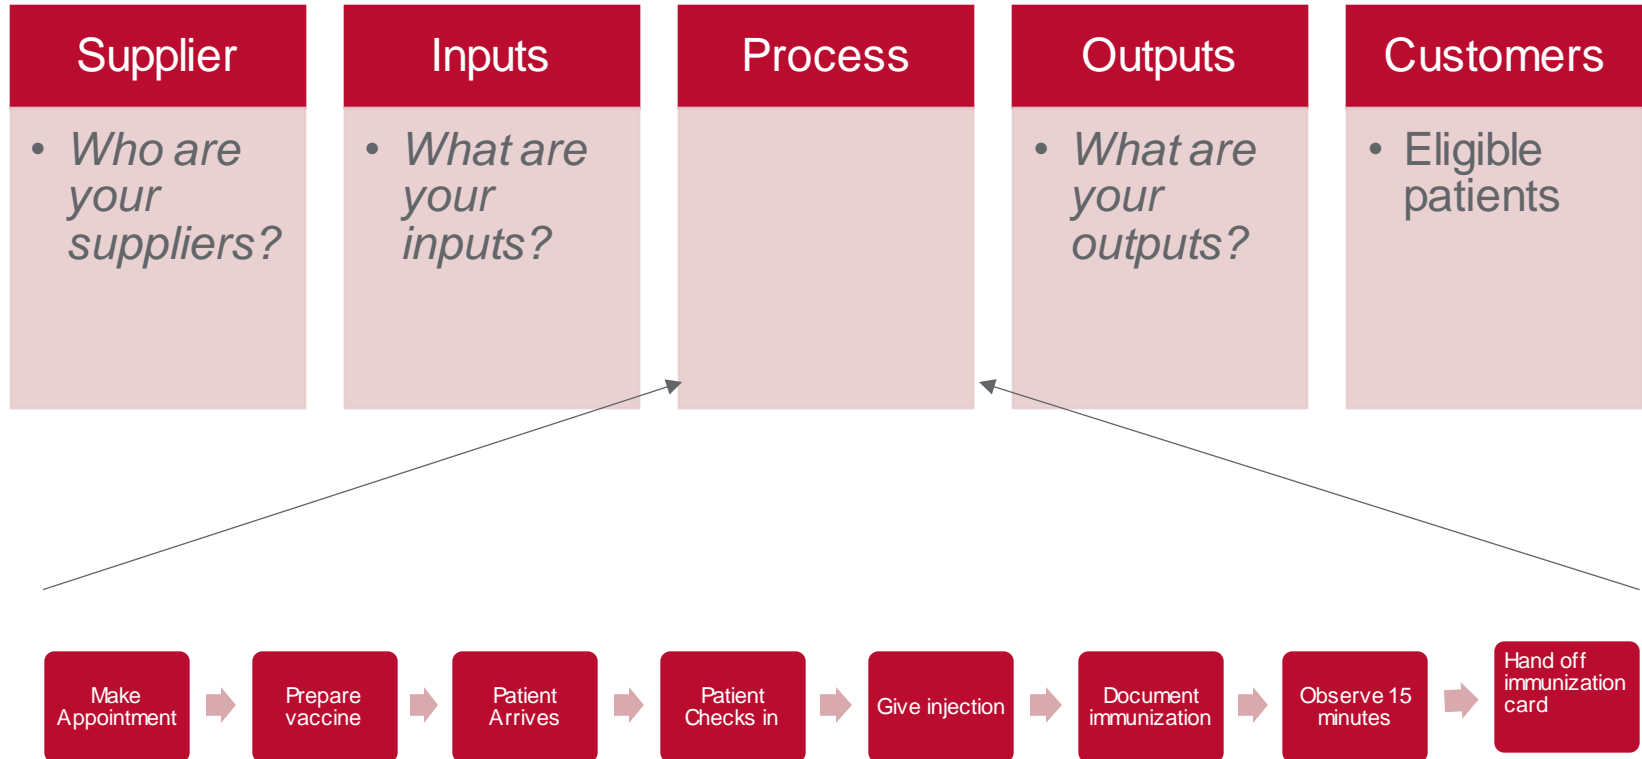 Supplier
Inputs
Process
Outputs
Customers
• Who are
your
suppliers?
• What are
your
inputs?
• What are
your
outputs?
• Eligible
patients
Make
Appointment
Prepare
vaccine
Patient
Arrives
Patient
Checks in
Give injection
Document
immunization
Observe 15
minutes
Hand off
immunization
card